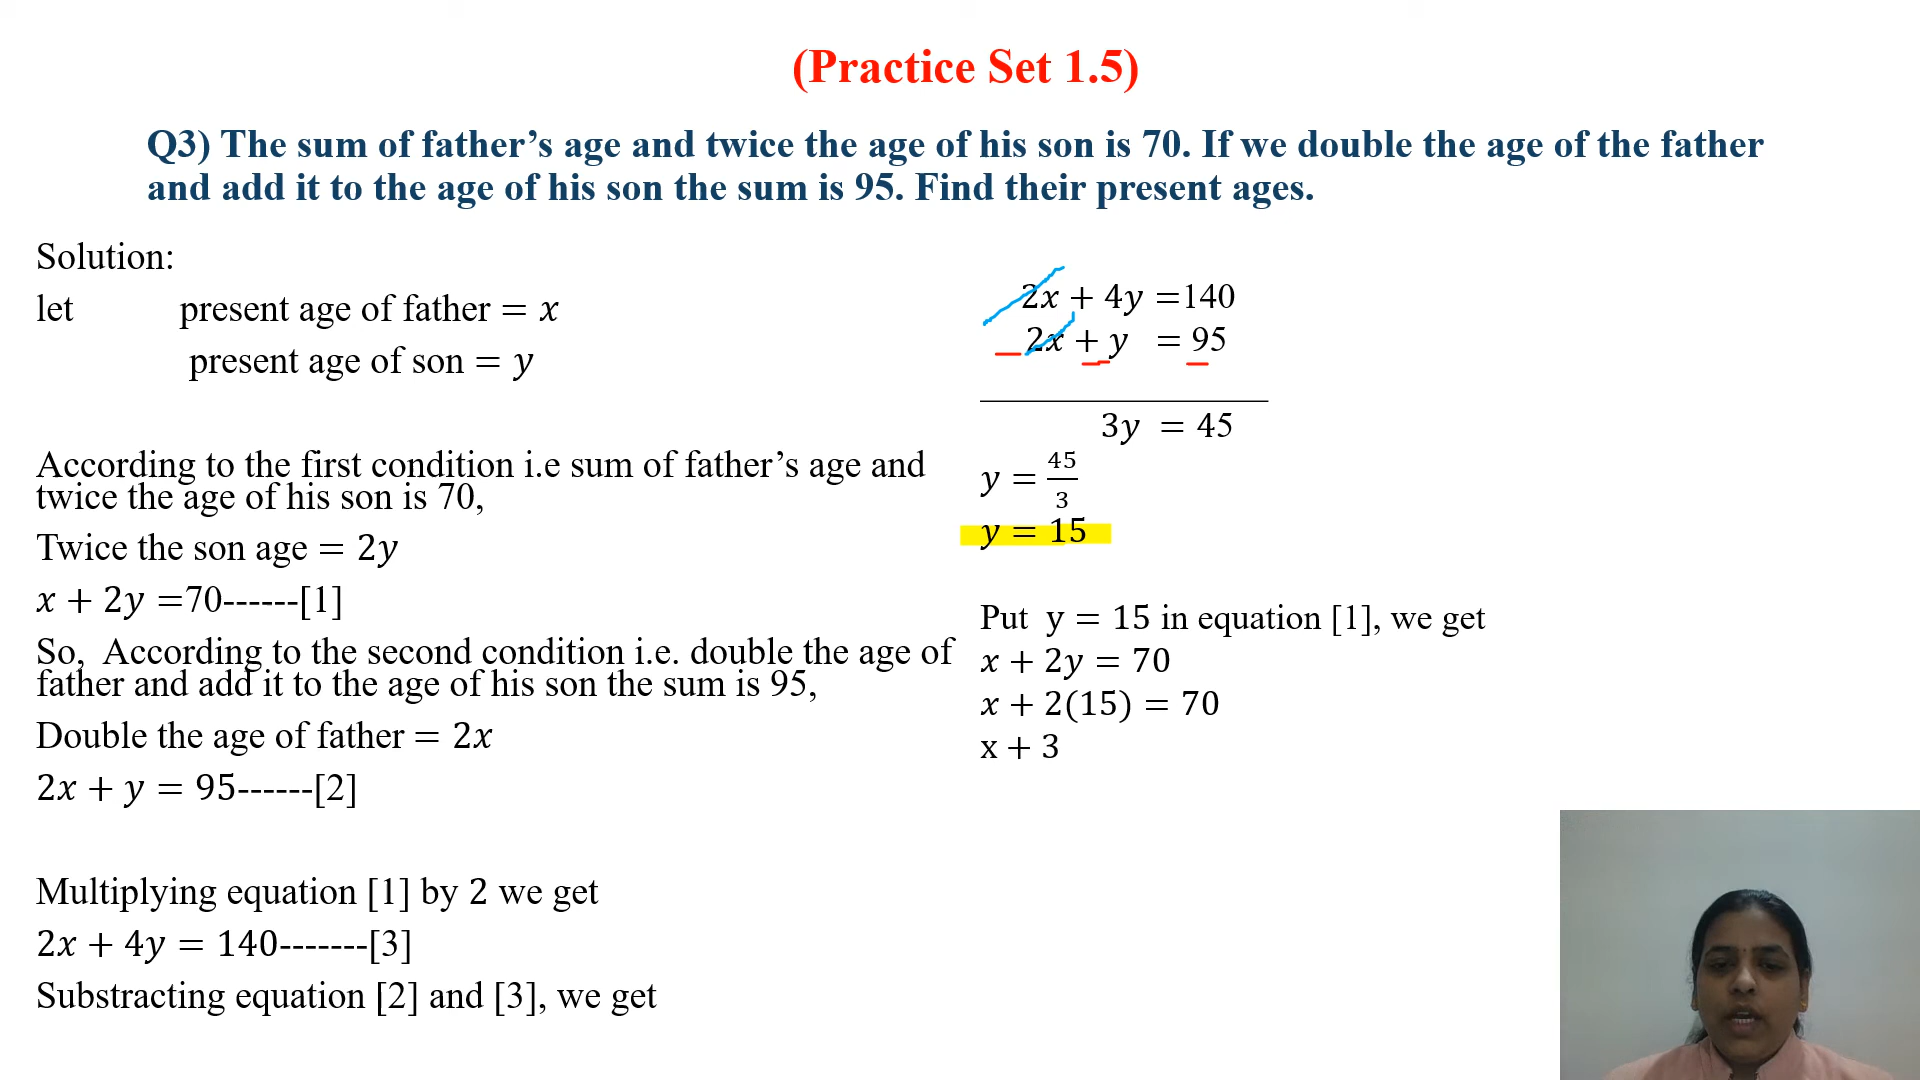 (Practice Set 1.5)
Q3) The sum of father’s age and twice the age of his son is 70. If we double the age of the father
and add it to the age of his son the sum is 95. Find their present ages.
Solution:
let present age of father = x
present age of son = y
According to the first condition i.e sum of father’s age and
twice the age of his son is 70,
Twice the son age = 2y
x + 2y =70------[1]
So, According to the second condition i.e. double the age of
father and add it to the age of his son the sum is 95,
Double the age of father = 2x
2x + y = 95------[2]
Multiplying equation [1] by 2 we get
2x + 4y = 140-------[3]
Substracting equation [2] and [3], we get
2x + 4y =140
2x + y = 95
3y = 45
y = 45/3
y = 15
Put y = 15 in equation [1], we get
x + 2y = 70
x + 2(15) = 70
x + 3